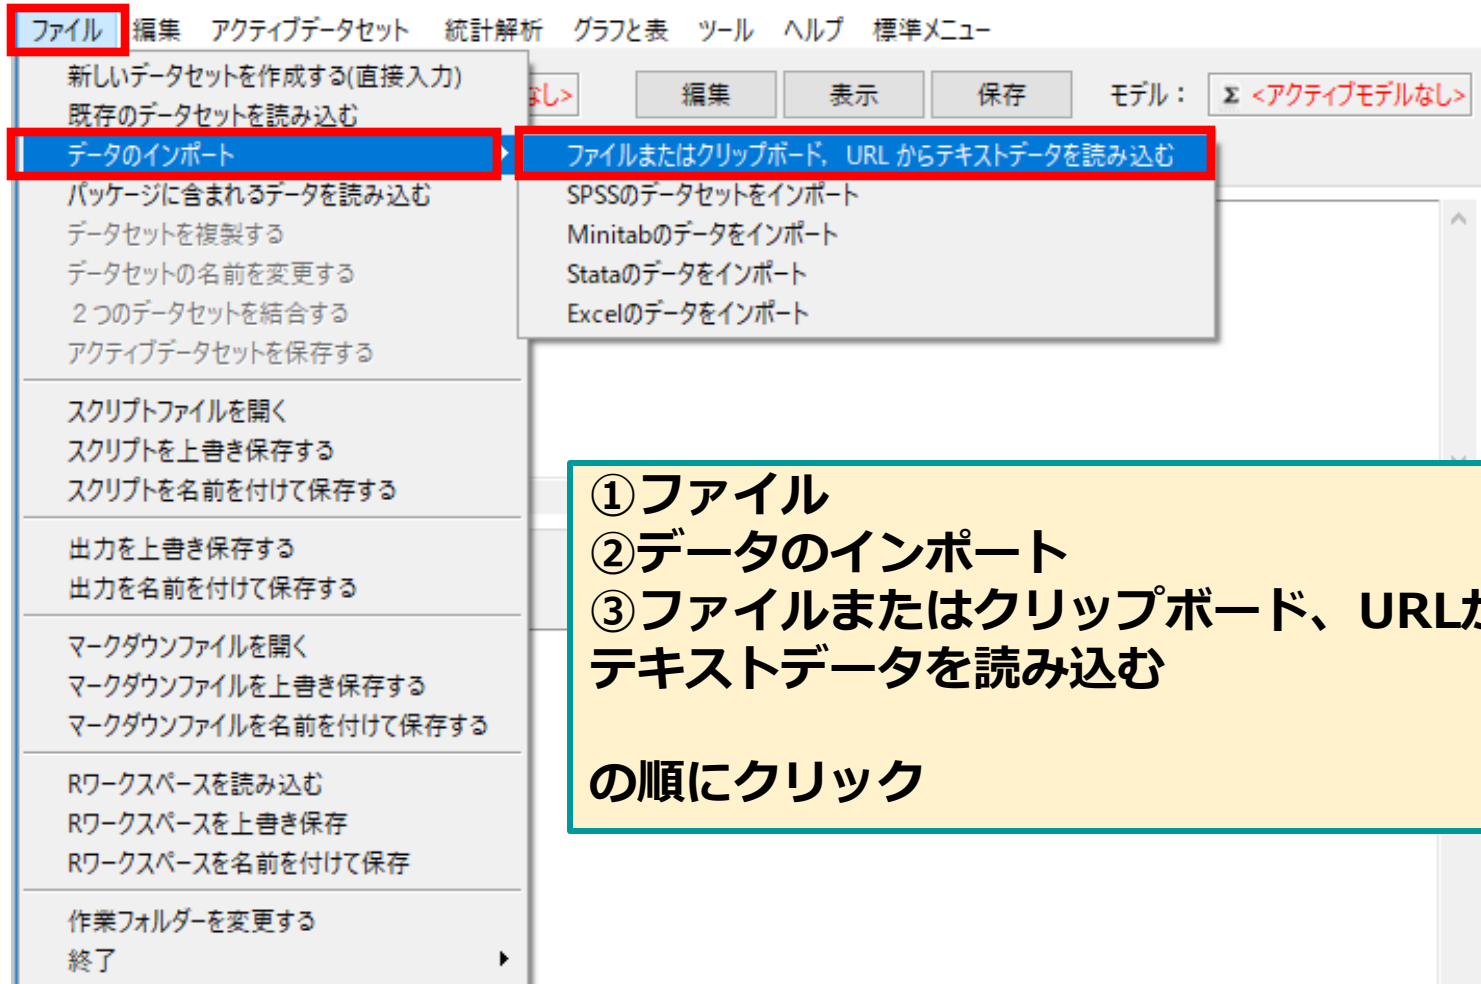 ファイル 編集 アクティブデータセット 統計解析 グラフと表 ツール ヘルプ 標準メニュー
なし> 編集 表示 保存 モデル： Σ <アクティブモデルなし>
新しいデータセットを作成する(直接入力)
既存のデータセットを読み込む
データのインポート
パッケージに含まれるデータを読み込む
データセットを複製する
データセットの名前を変更する
２つのデータセットを結合する
アクティブデータセットを保存する
スクリプトファイルを開く
スクリプトを上書き保存する
スクリプトを名前を付けて保存する
出力を上書き保存する
出力を名前を付けて保存する
マークダウンファイルを開く
マークダウンファイルを上書き保存する
マークダウンファイルを名前を付けて保存する
Rワークスペースを読み込む
Rワークスペースを上書き保存
Rワークスペースを名前を付けて保存
作業フォルダーを変更する
終了
ファイルまたはクリップボード， URL からテキストデータを読み込む
SPSSのデータセットをインポート
Minitabのデータをインポート
Stataのデータをインポート
Excelのデータをインポート
①ファイル
②データのインポート
③ファイルまたはクリップボード、URLか
テキストデータを読み込む
の順にクリック